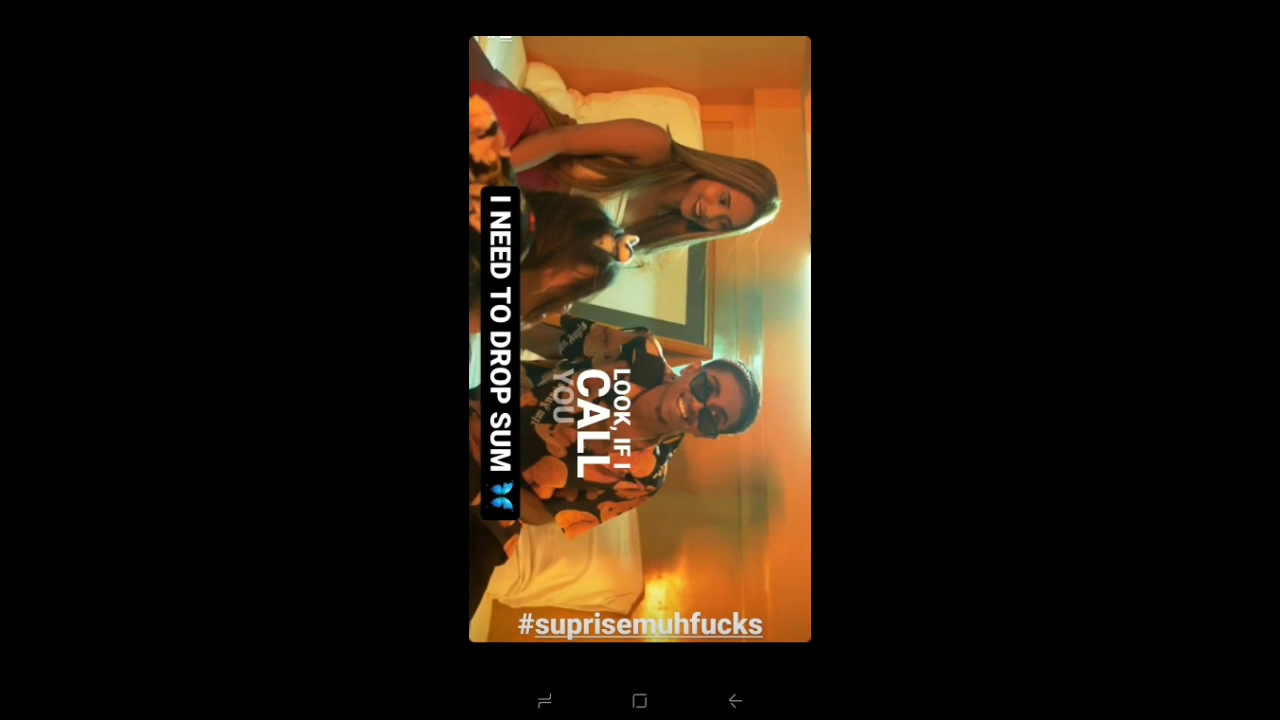 I NEED TO DROP SUM 🦋
LOOK, IF I
CALL
YOU
#suprisemuhfucks